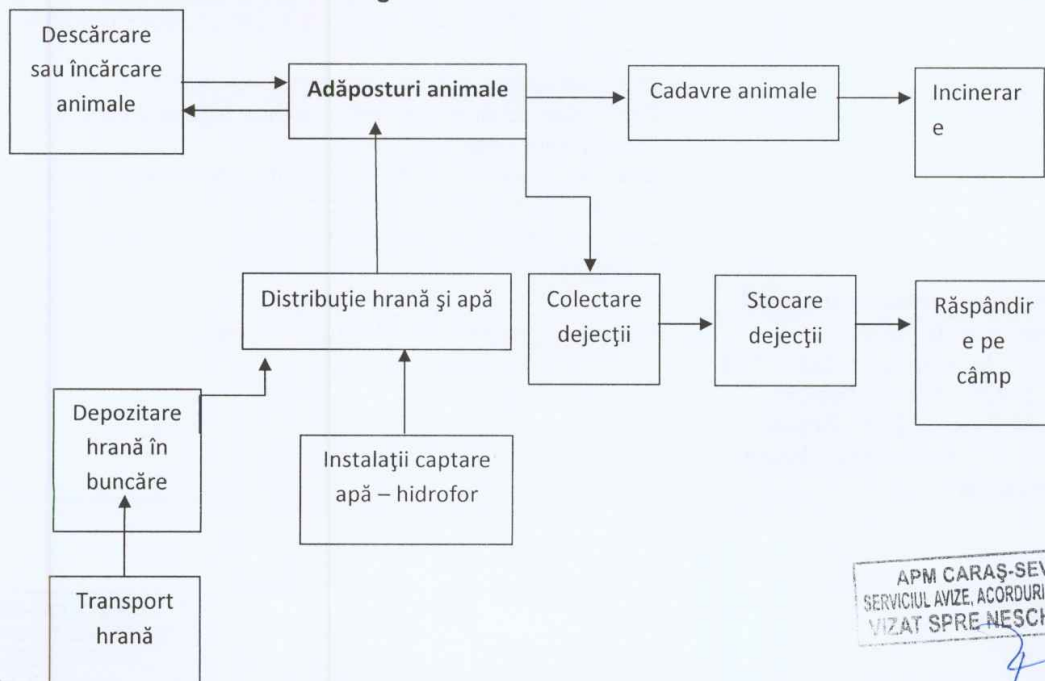 Descărcare
sau încărcare
animale
Adăposturi animale
Cadavre animale
Incinerar
e
Distribuţie hrană şi apă
Colectare
dejecţii
Stocare
dejecţii
Răspândir
e pe
câmp
Depozitare
hrană în
buncăre
Instalaţii captare
apă – hidrofor
Transport
hrană
APM CARAŞ-SEV
SERVICIUL AVIZE, ACORDURI
VIZAT SPRE NESCH